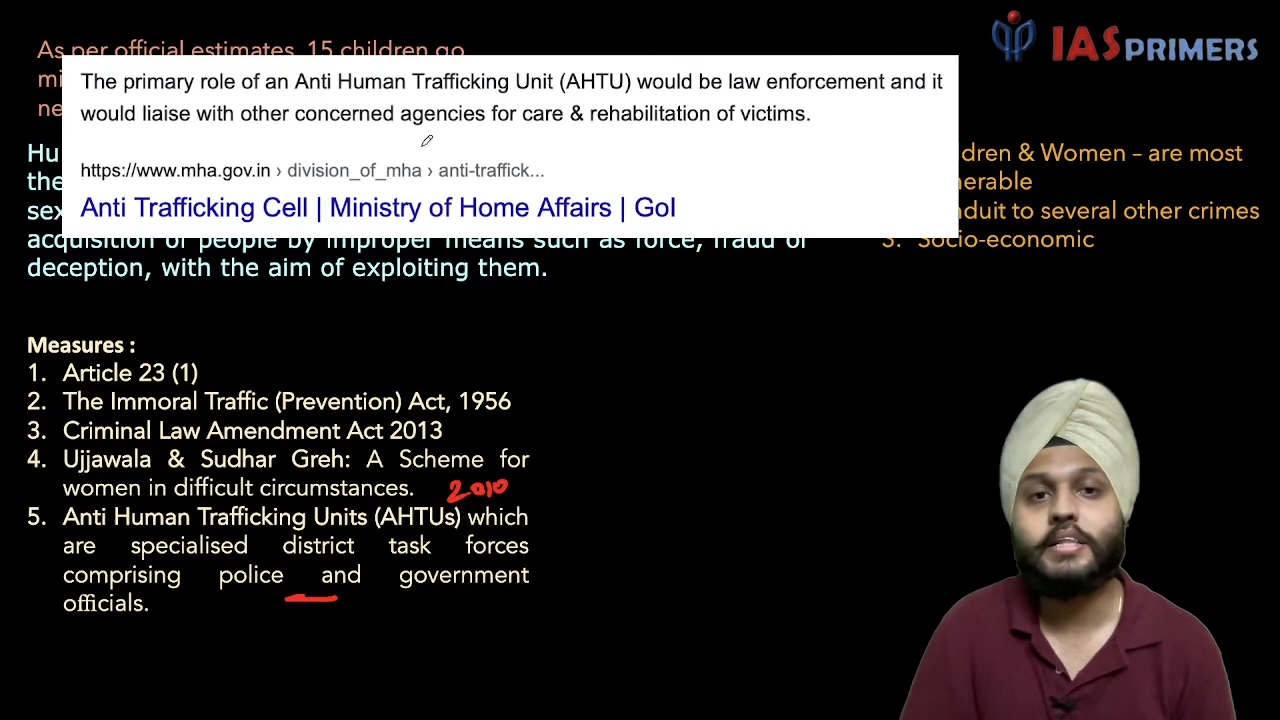 As per official estimates, 15 children go
IAS PRIMERS
The primary role of an Anti Human Trafficking Unit (AHTU) would be law enforcement and it
would liaise with other concerned agencies for care & rehabilitation of victims.
https://www.mha.gov.in › division_of_mha › anti-traffick...
Anti Trafficking Cell | Ministry of Home Affairs | GoI
dren & Women – are most
nerable
nduit to several other crimes
3. Socio-economic
acquisition of people by improper means such as force, fraud or
deception, with the aim of exploiting them.
Measures :
1. Article 23 (1)
2. The Immoral Traffic (Prevention) Act, 1956
3. Criminal Law Amendment Act 2013
4. Ujjawala & Sudhar Greh: A Scheme for
women in difficult circumstances. 2010
5. Anti Human Trafficking Units (AHTUs) which
are specialised district task forces
comprising police and government
officials.